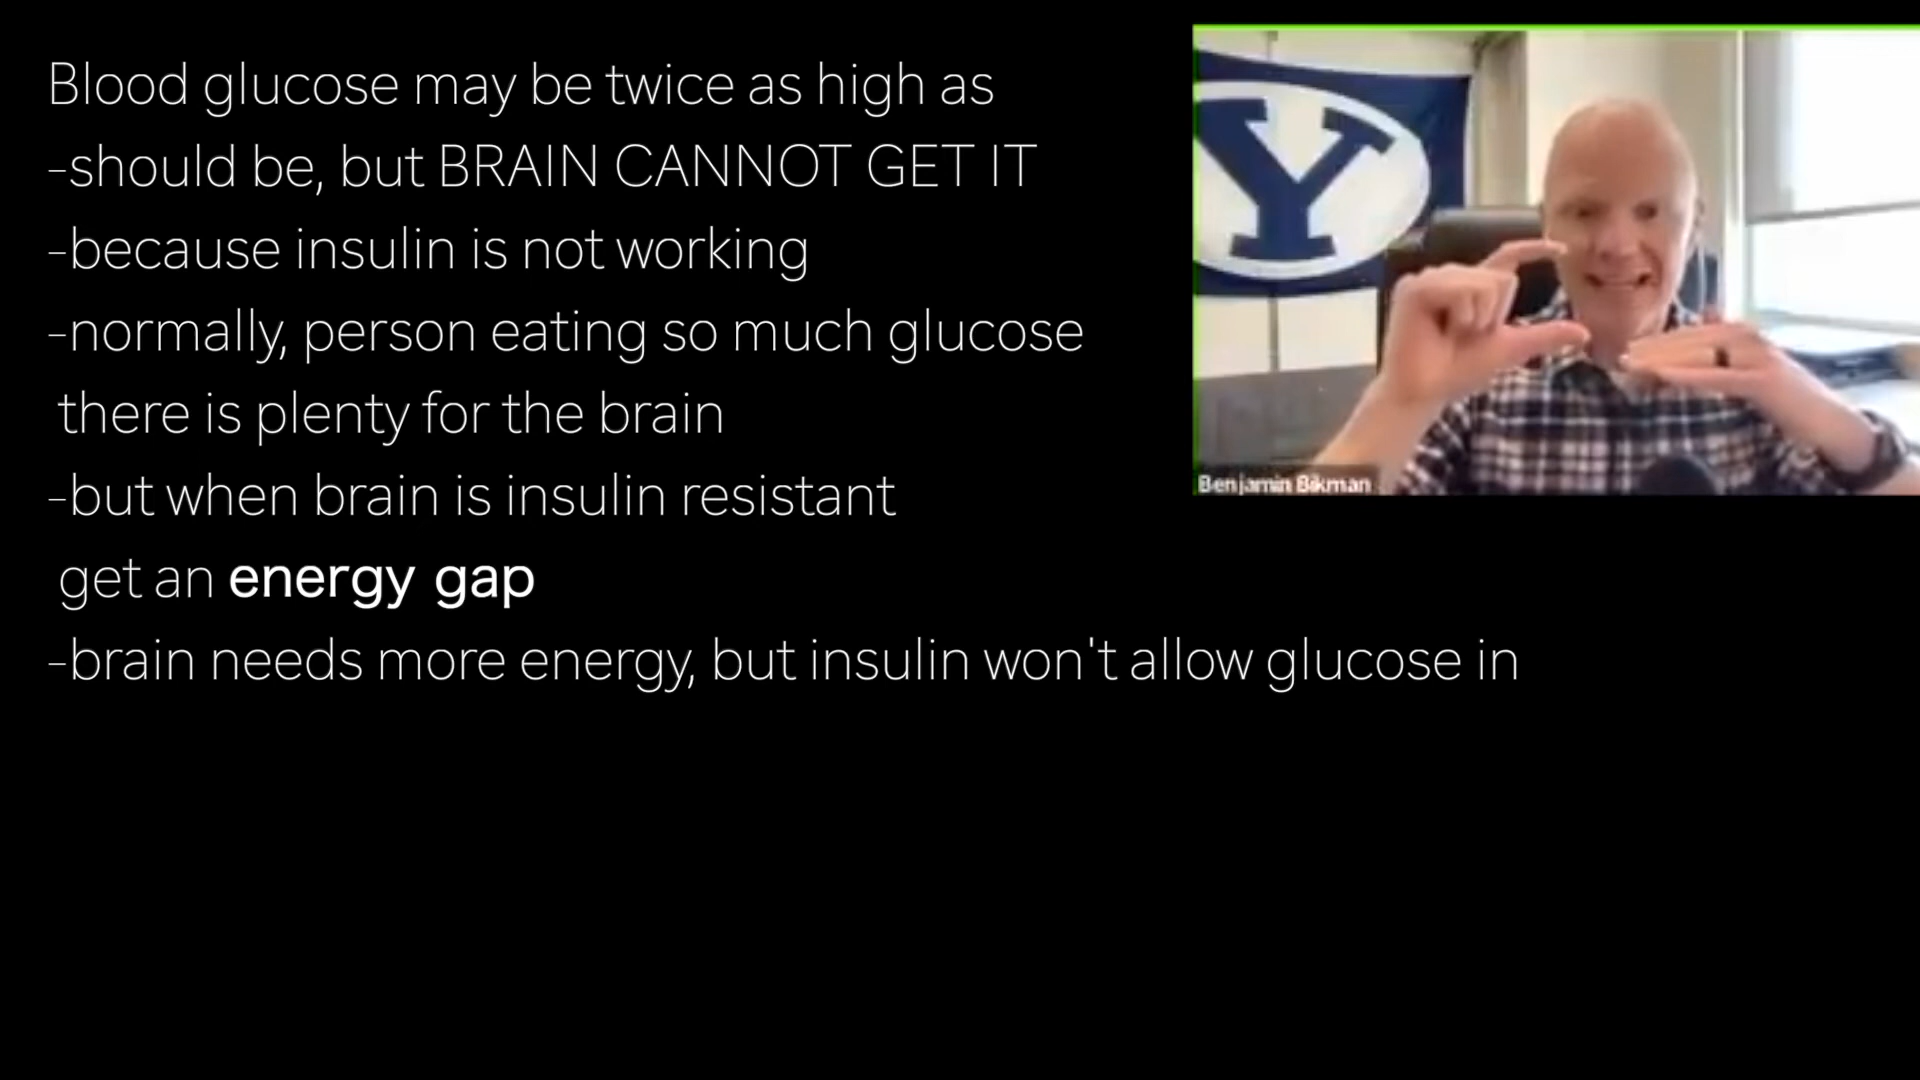 Blood glucose may be twice as high as
-should be, but BRAIN CANNOT GET IT
-because insulin is not working
-normally, person eating so much glucose
there is plenty for the brain
-but when brain is insulin resistant
get an energy gap
-brain needs more energy, but insulin won't allow glucose in
Y
Benjamin Bikman